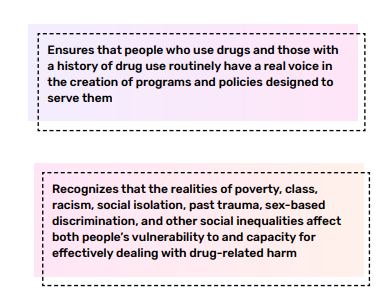 Ensures that people who use drugs and those with
a history of drug use routinely have a real voice in
the creation of programs and policies designed to
serve them
Recognizes that the realities of poverty, class,
racism, social isolation, past trauma, sex-based
discrimination, and other social inequalities affect
both people's vulnerability to and capacity for
effectively dealing with drug-related harm